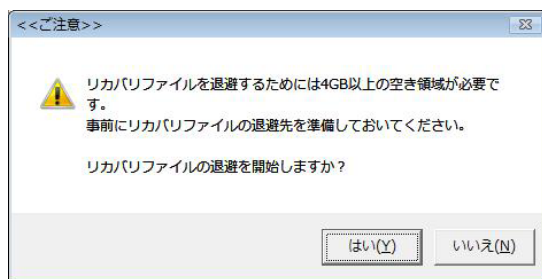 <<ご注意>>
リカバリファイルを退避するためには4GB以上の空き領域が必要で
す。
事前にリカバリファイルの退避先を準備しておいてください。
リカバリファイルの退避を開始しますか？
はい(Y)
いいえ(N)